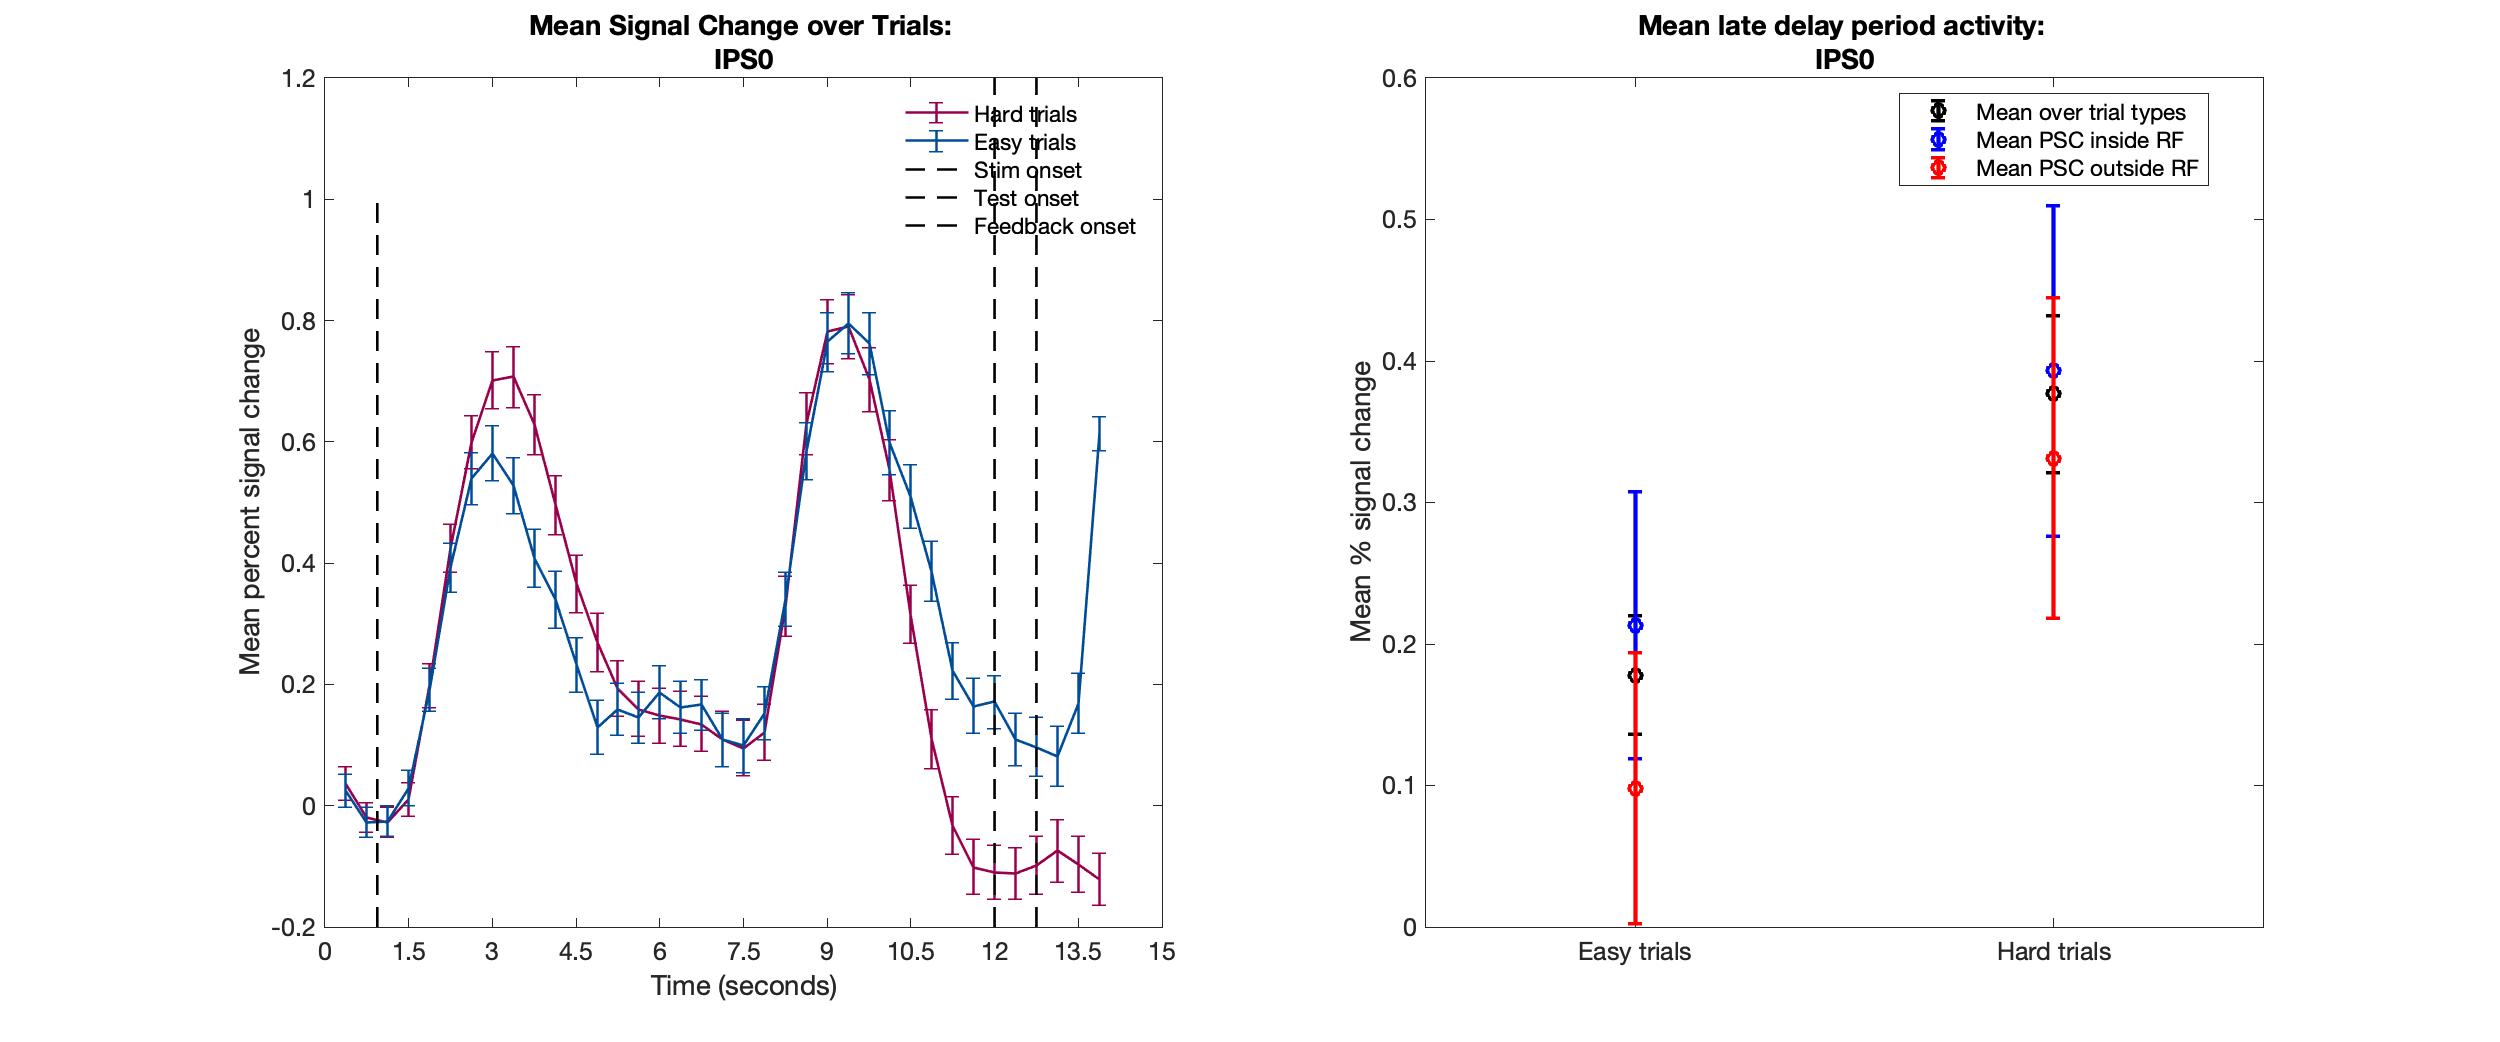 Mean Signal Change over Trials:
IPS0
Mean percent signal change
1.2
1
0.8
0.6
0.4
0.2
0
-0.2
Hard trials
Easy trials
Stim onset
Test onset
Feedback onset
0 1.5 3 4.5 6 7.5 9 10.5 12 13.5 15
Time (seconds)
Mean late delay period activity:
IPS0
Mean % signal change
0.6
0.5
0.4
0.3
0.2
0.1
0
Mean over trial types
Mean PSC inside RF
Mean PSC outside RF
Easy trials Hard trials